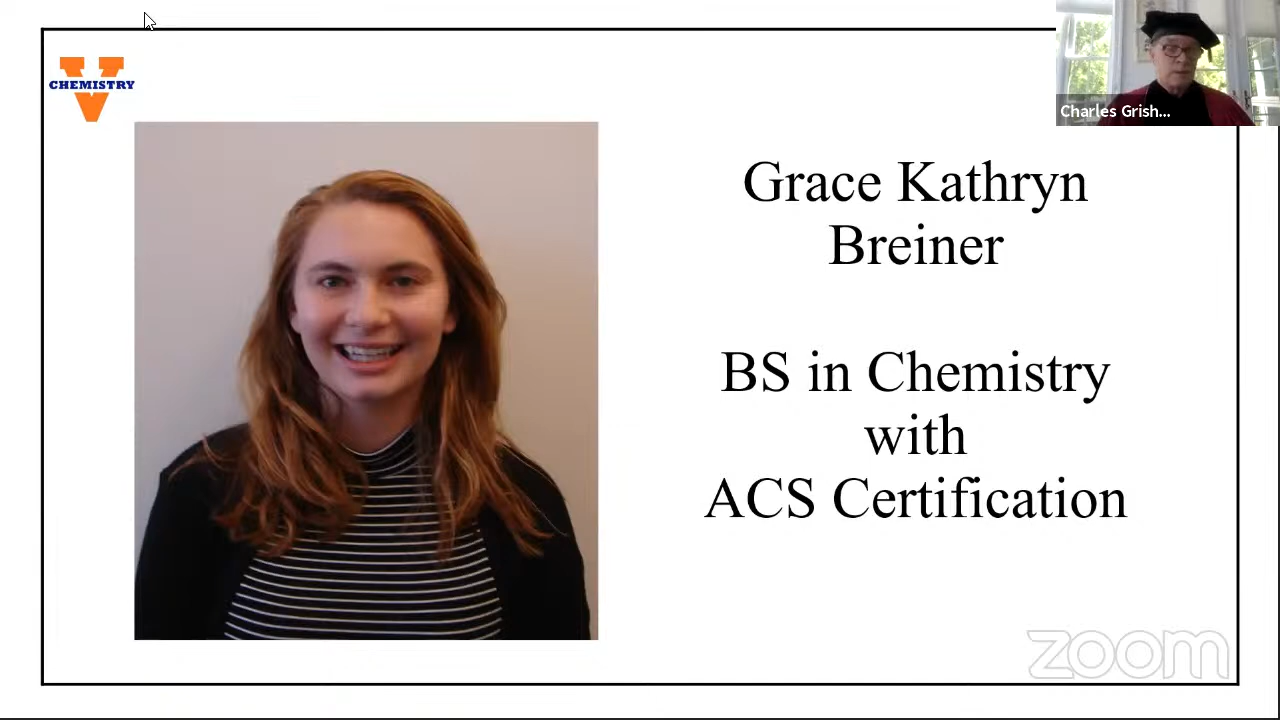 CHEMISTRY
Charles Grish...
Grace Kathryn
Breiner
BS in Chemistry
with
ACS Certification
zoom